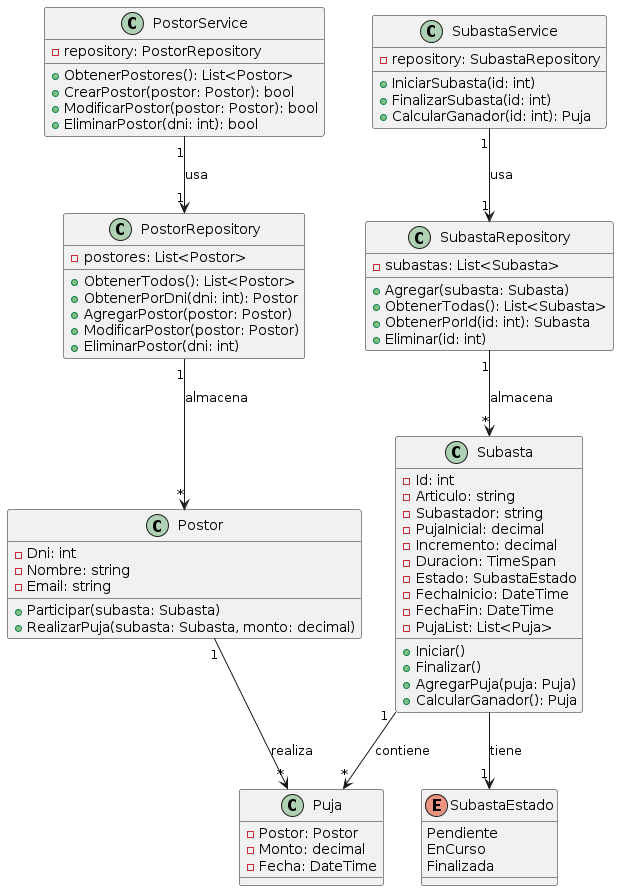 C PostorService
repository: PostorRepository
ObtenerPostores(): List<Postor>
CrearPostor(postor: Postor): bool
ModificarPostor(postor: Postor): bool
EliminarPostor(dni: int): bool
C SubastaService
repository: SubastaRepository
IniciarSubasta(id: int)
FinalizarSubasta(id: int)
CalcularGanador(id: int): Puja
1
usa
1
1
usa
1
C PostorRepository
postores: List<Postor>
ObtenerTodos(): List<Postor>
ObtenerPorDni(dni: int): Postor
AgregarPostor(postor: Postor)
ModificarPostor(postor: Postor)
EliminarPostor(dni: int)
C SubastaRepository
subastas: List<Subasta>
Agregar(subasta: Subasta)
ObtenerTodas(): List<Subasta>
ObtenerPorId(id: int): Subasta
Eliminar(id: int)
1
almacena
*
1
almacena
*
C Postor
Dni: int
Nombre: string
Email: string
Participar(subasta: Subasta)
RealizarPuja(subasta: Subasta, monto: decimal)
C Subasta
Id: int
Articulo: string
Subastador: string
PujaInicial: decimal
Incremento: decimal
Duracion: TimeSpan
Estado: SubastaEstado
FechaInicio: DateTime
FechaFin: DateTime
PujaList: List<Puja>
Iniciar()
Finalizar()
AgregarPuja(puja: Puja)
CalcularGanador(): Puja
1
realiza
*
1
contiene
*
tiene
1
C Puja
Postor: Postor
Monto: decimal
Fecha: DateTime
E SubastaEstado
Pendiente
EnCurso
Finalizada